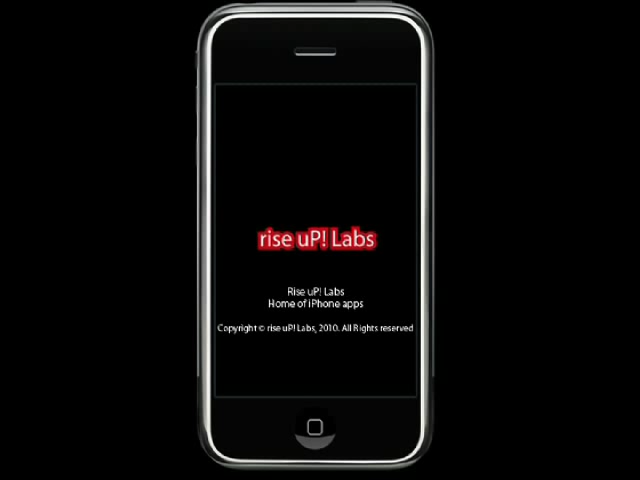 rise uP! Labs
Rise uP! Labs
Home of iPhone apps
Copyright © rise uP! Labs, 2010. All Rights reserved